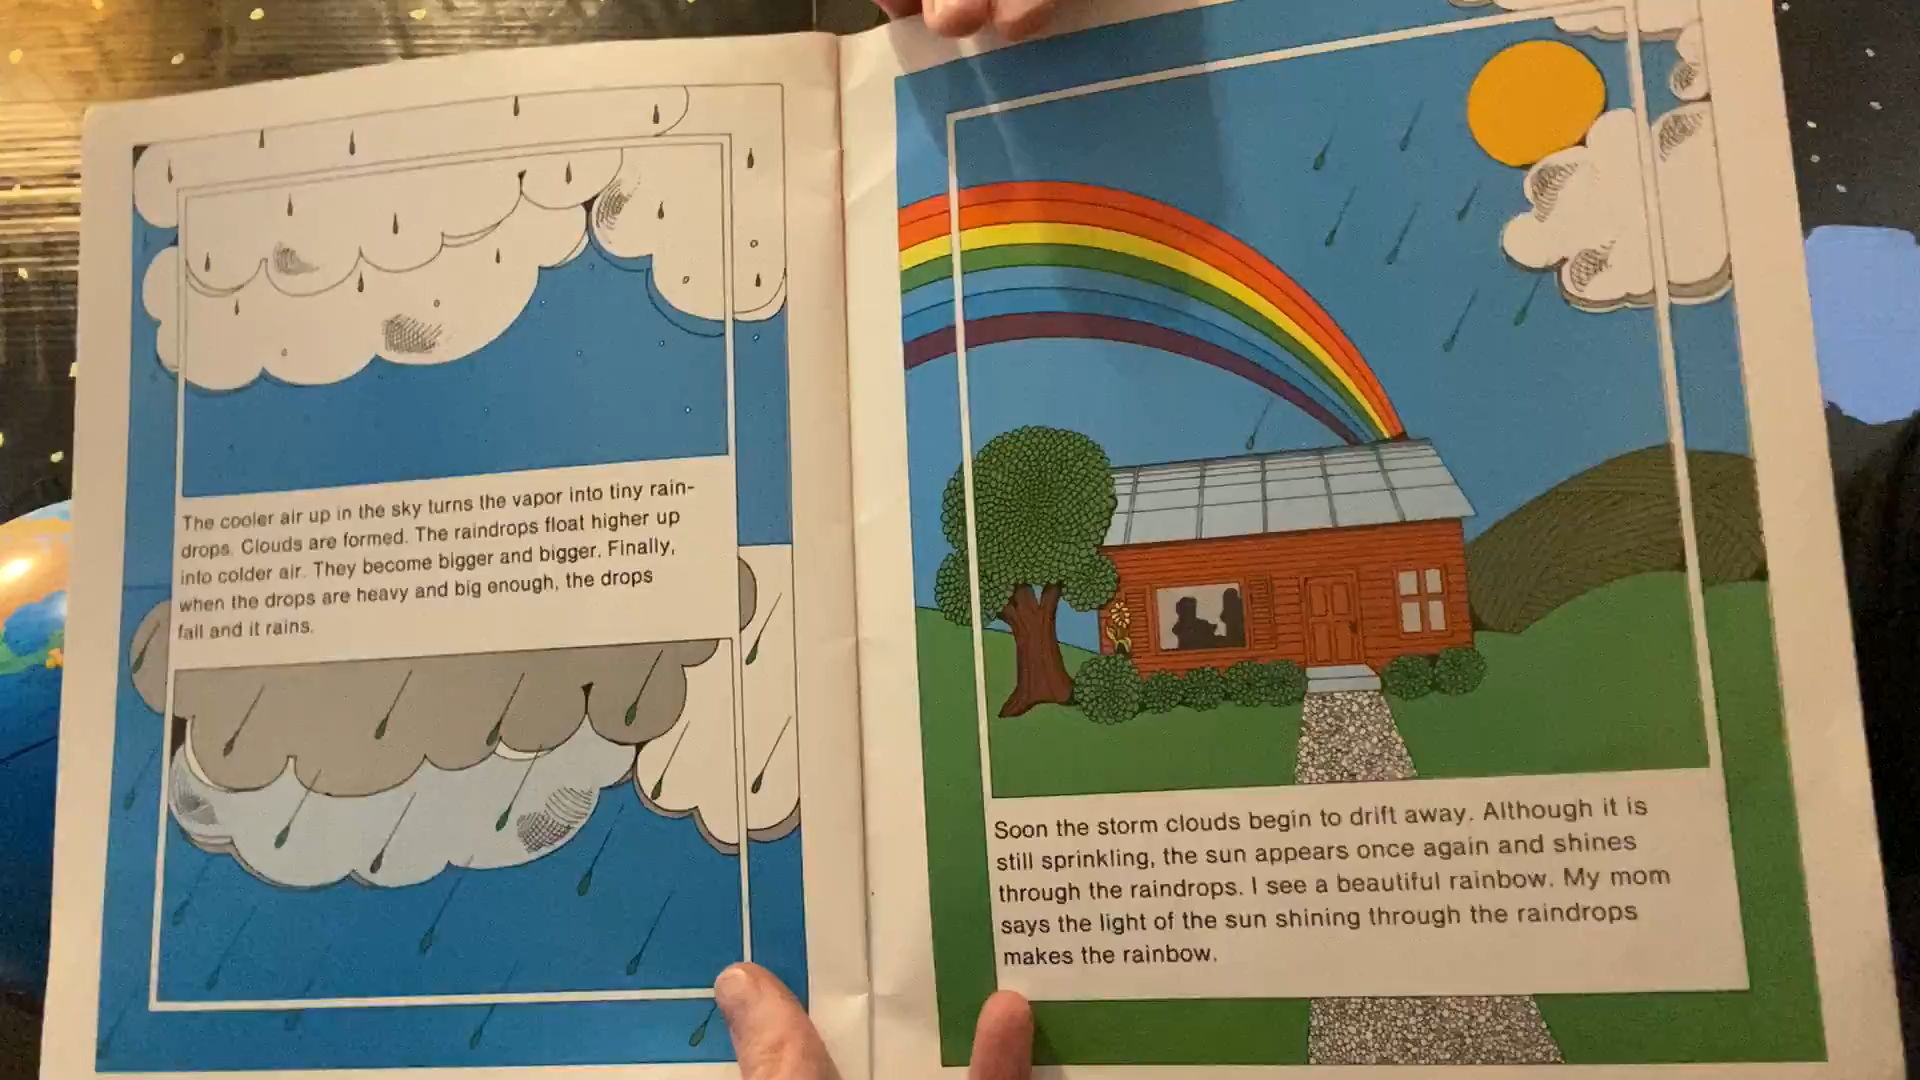 The cooler air up in the sky turns the vapor into tiny rain-
drops. Clouds are formed. The raindrops float higher up
into colder air. They become bigger and bigger. Finally,
when the drops are heavy and big enough, the drops
fall and it rains.
Soon the storm clouds begin to drift away. Although it is
still sprinkling, the sun appears once again and shines
through the raindrops. I see a beautiful rainbow. My mom
says the light of the sun shining through the raindrops
makes the rainbow.